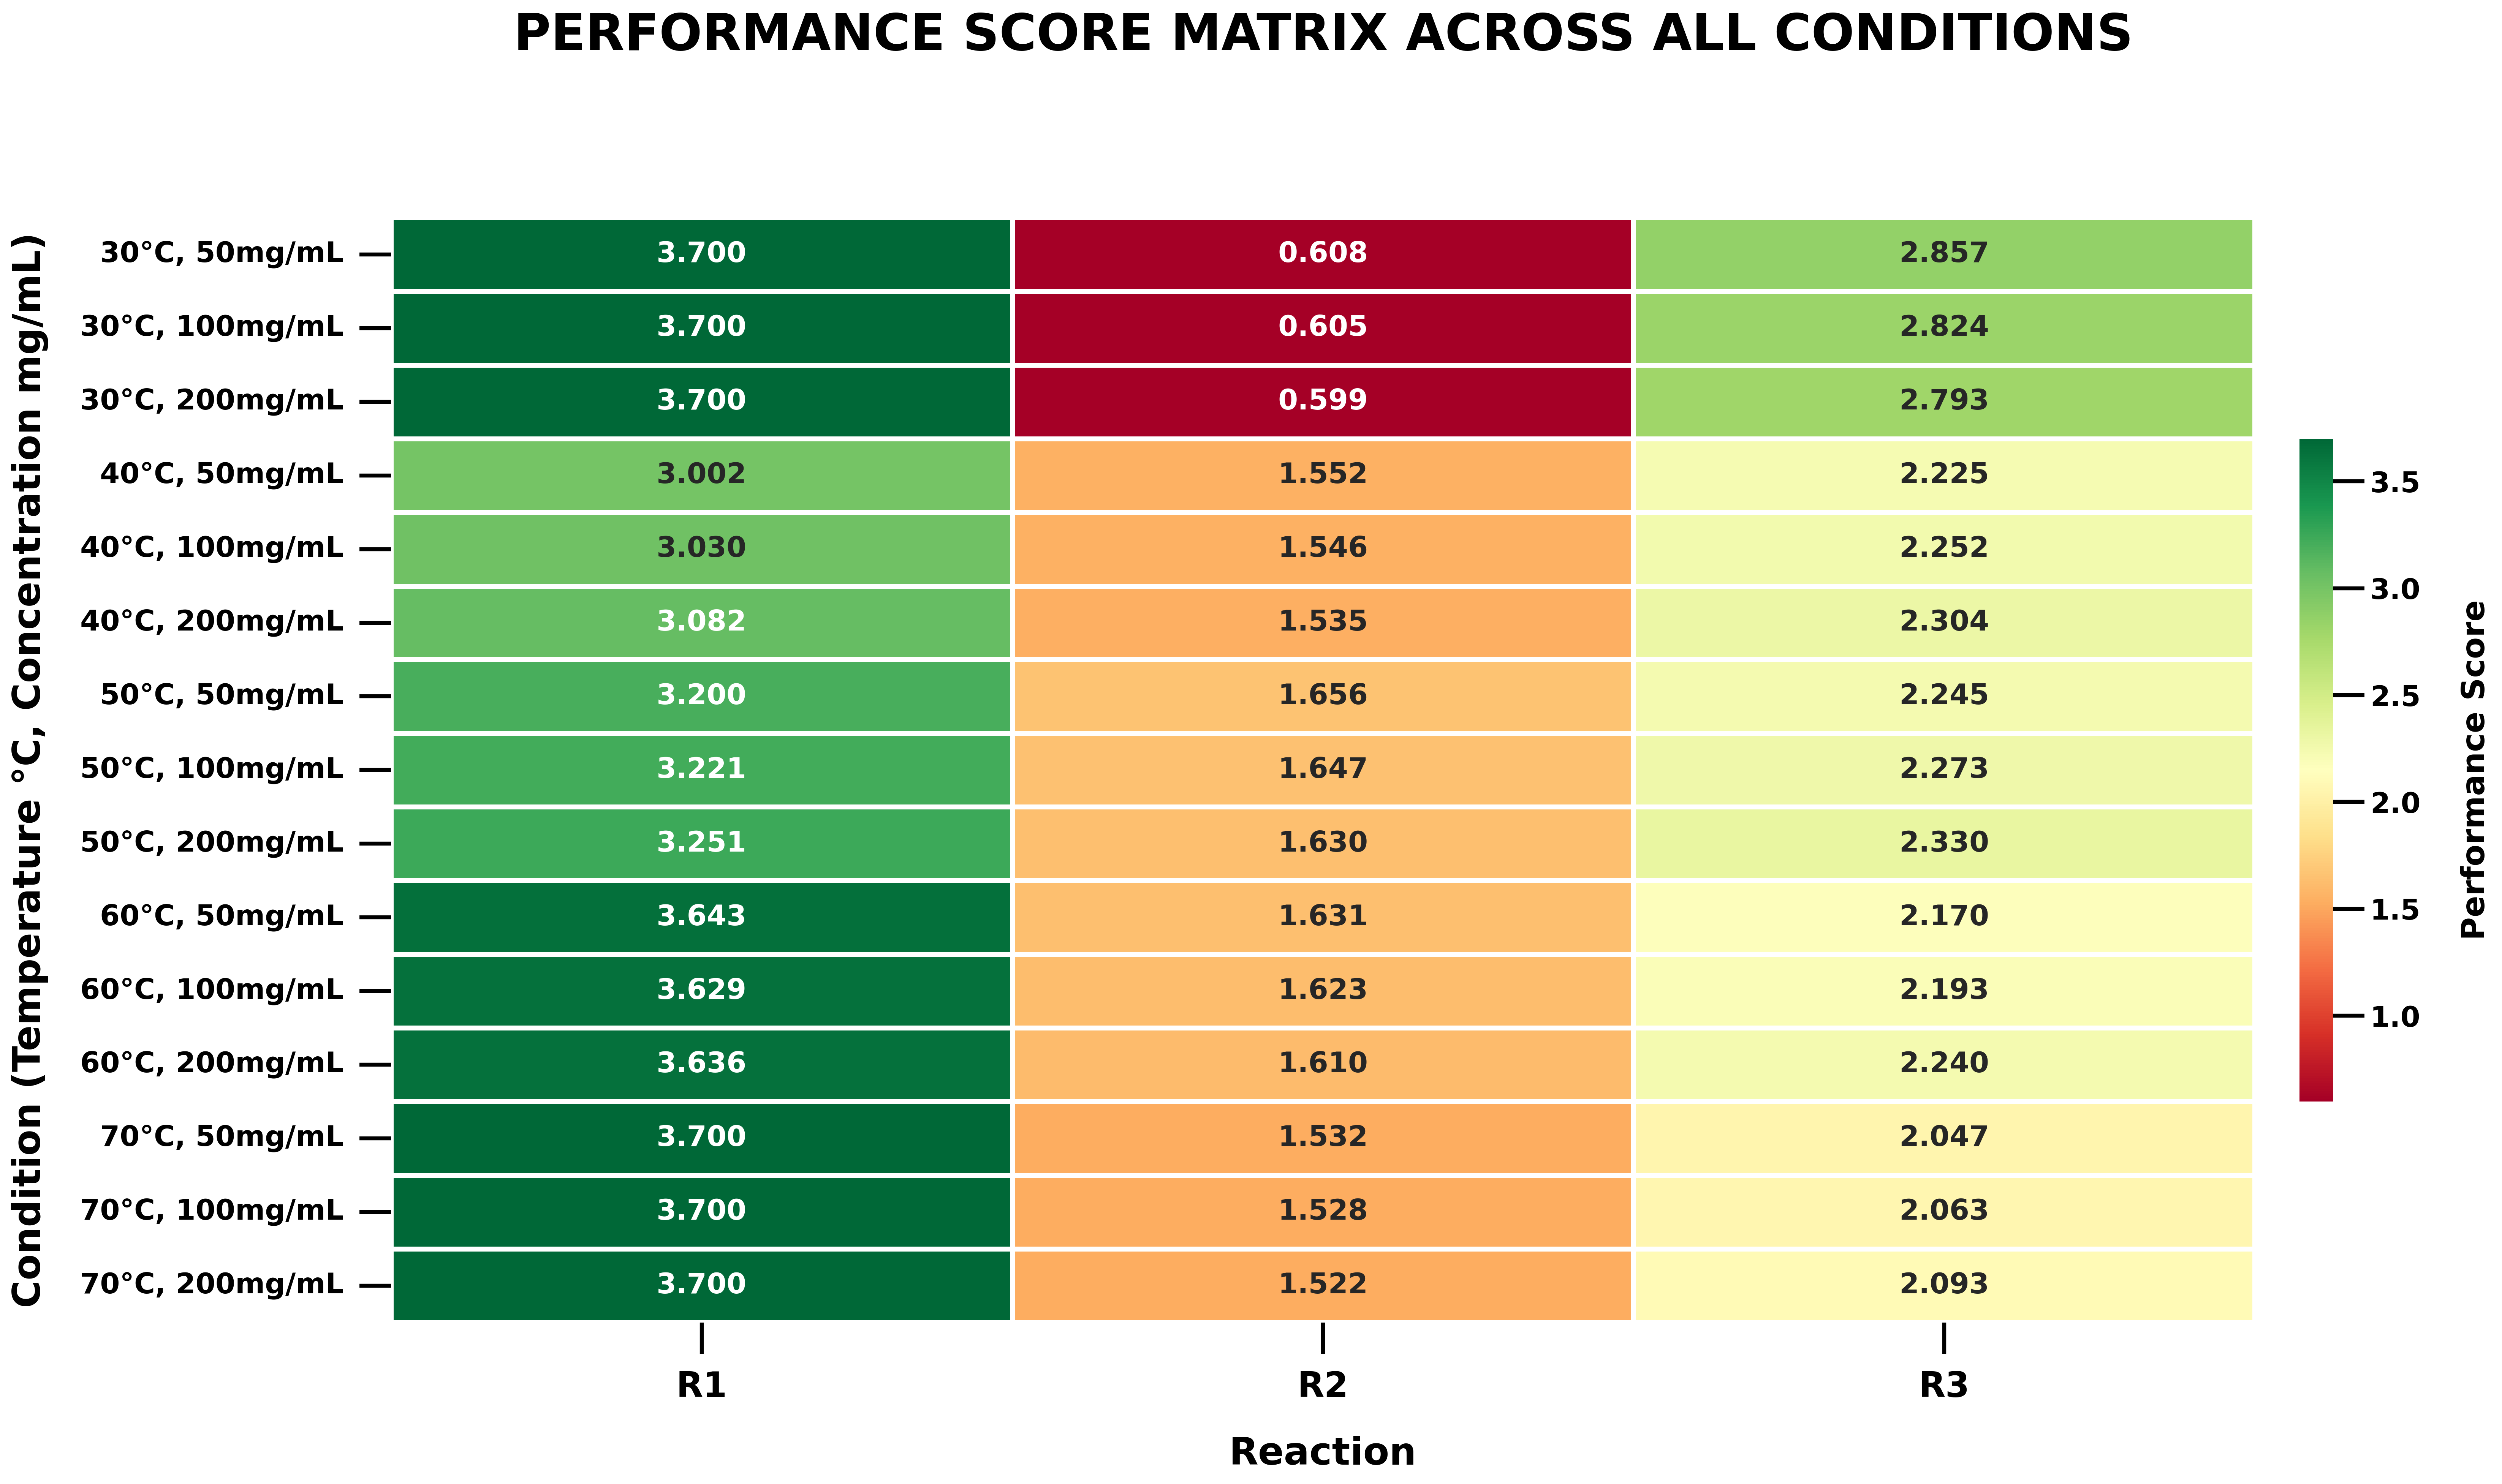 PERFORMANCE SCORE MATRIX ACROSS ALL CONDITIONS
Condition (Temperature °C, Concentration mg/mL)
30°C, 50mg/mL 3.700 0.608 2.857
30°C, 100mg/mL 3.700 0.605 2.824
30°C, 200mg/mL 3.700 0.599 2.793
40°C, 50mg/mL 3.002 1.552 2.225
40°C, 100mg/mL 3.030 1.546 2.252
40°C, 200mg/mL 3.082 1.535 2.304
50°C, 50mg/mL 3.200 1.656 2.245
50°C, 100mg/mL 3.221 1.647 2.273
50°C, 200mg/mL 3.251 1.630 2.330
60°C, 50mg/mL 3.643 1.631 2.170
60°C, 100mg/mL 3.629 1.623 2.193
60°C, 200mg/mL 3.636 1.610 2.240
70°C, 50mg/mL 3.700 1.532 2.047
70°C, 100mg/mL 3.700 1.528 2.063
70°C, 200mg/mL 3.700 1.522 2.093
R1 R2 R3
Reaction
3.5
3.0
2.5
2.0
1.5
1.0
Performance Score